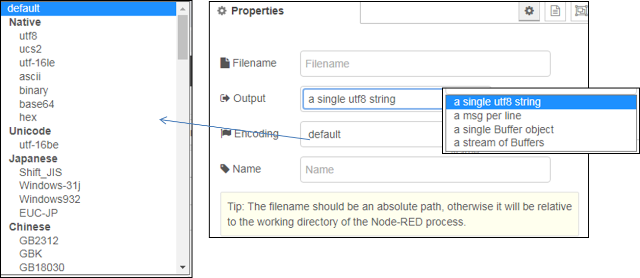 default
Native
utf8
ucs2
utf-16le
ascii
binary
base64
hex
Unicode
utf-16be
Japanese
Shift_JIS
Windows-31j
Windows932
EUC-JP
Chinese
GB2312
GBK
GB18030
Properties
Filename
Filename
Output
a single utf8 string
a single utf8 string
a msg per line
a single Buffer object
a stream of Buffers
Encoding
default
Name
Name
Tip: The filename should be an absolute path, otherwise it will be relative
to the working directory of the Node-RED process.